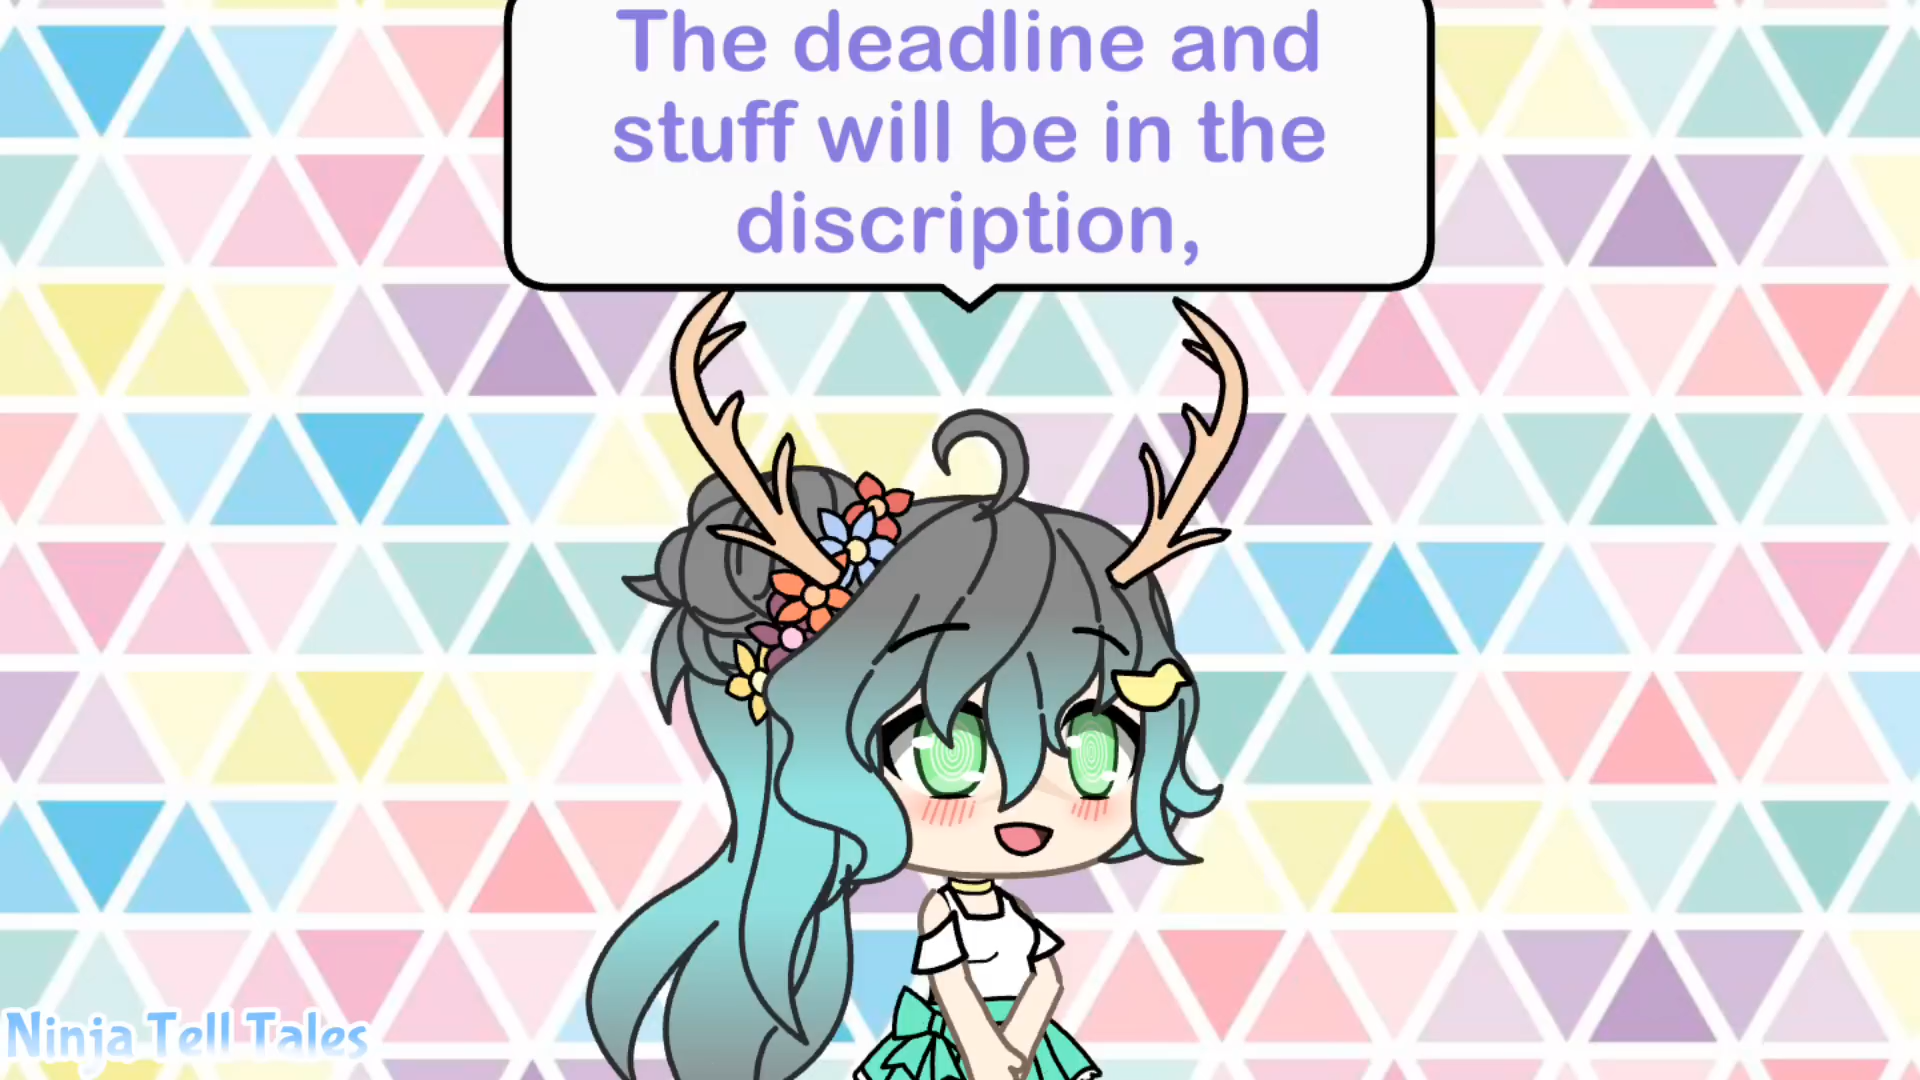 The deadline and
stuff will be in the
discription,
Ninja Tell Tales